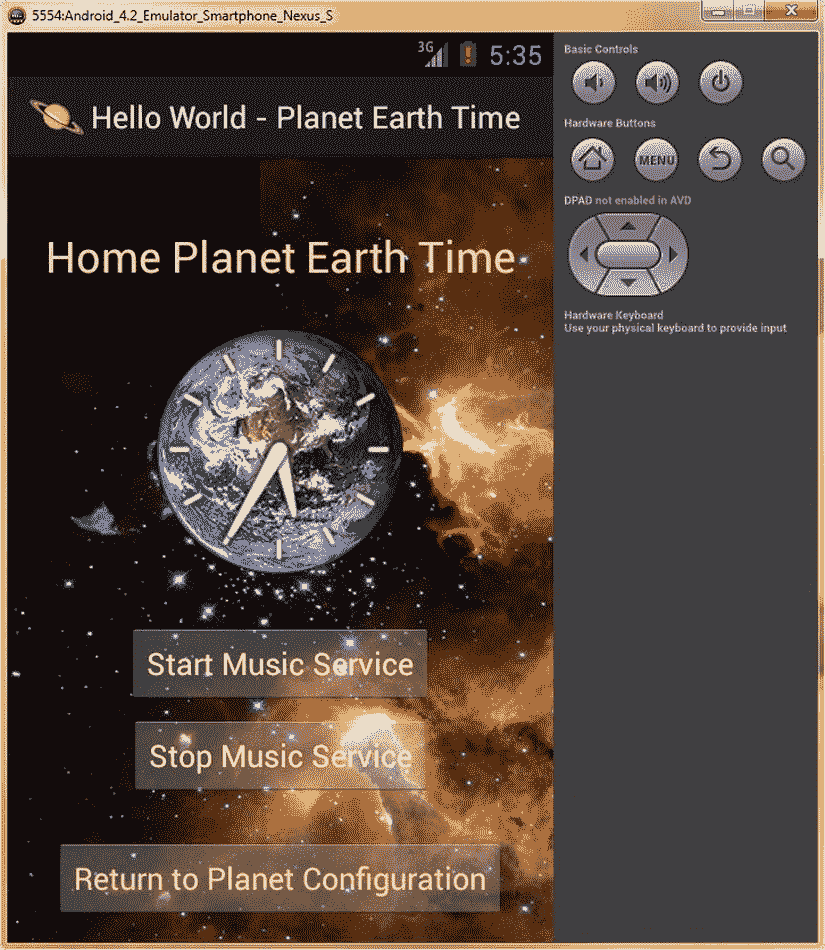 5554:Android_4.2_Emulator_Smartphone_Nexus_S
3G 5:35
Hello World - Planet Earth Time
Home Planet Earth Time
Start Music Service
Stop Music Service
Return to Planet Configuration
Basic Controls
Hardware Buttons
MENU
DPAD not enabled in AVD
Hardware Keyboard
Use your physical keyboard to provide input